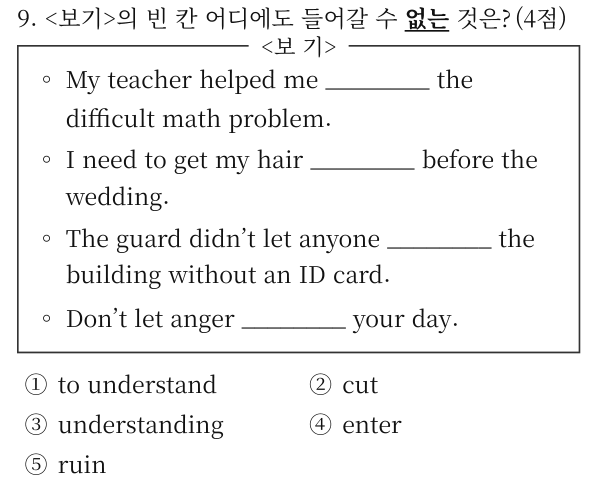 9. <보기>의 빈 칸 어디에도 들어갈 수 없는 것은? (4점)
<보 기>
◦ My teacher helped me ________ the
difficult math problem.
◦ I need to get my hair ________ before the
wedding.
◦ The guard didn’t let anyone ________ the
building without an ID card.
◦ Don’t let anger ________ your day.
① to understand ② cut
③ understanding ④ enter
⑤ ruin